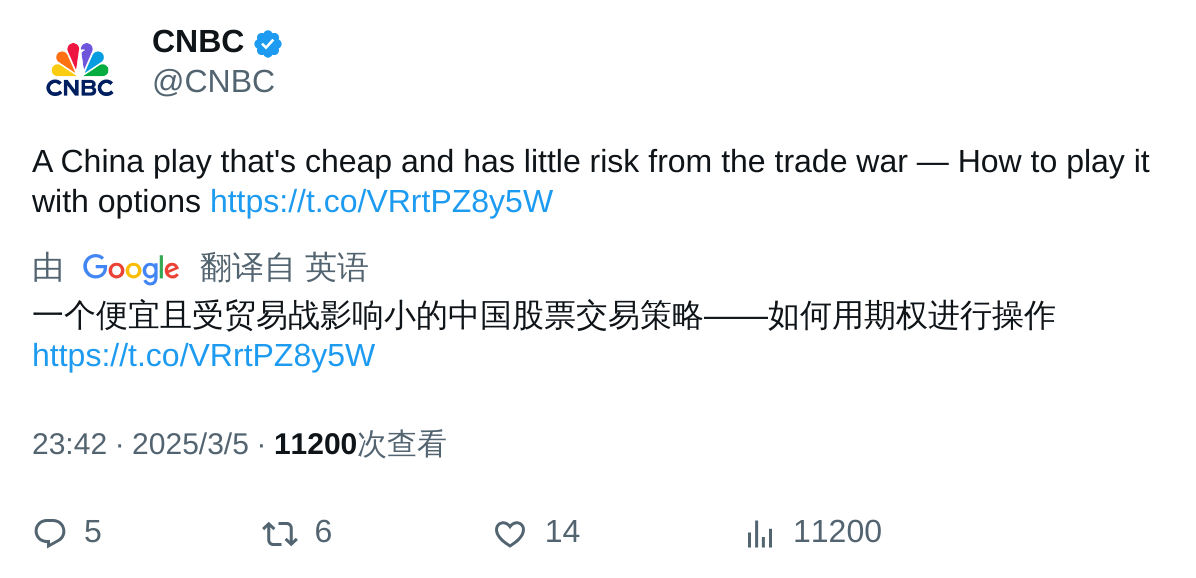 CNBC
CNBC
@CNBC
A China play that's cheap and has little risk from the trade war — How to play it
with options https://t.co/VRrtPZ8y5W
由 Google 翻译自 英语
一个便宜且受贸易战影响小的中国股票交易策略——如何用期权进行操作
https://t.co/VRrtPZ8y5W
23:42 · 2025/3/5 · 11200次查看
5 6 14 11200